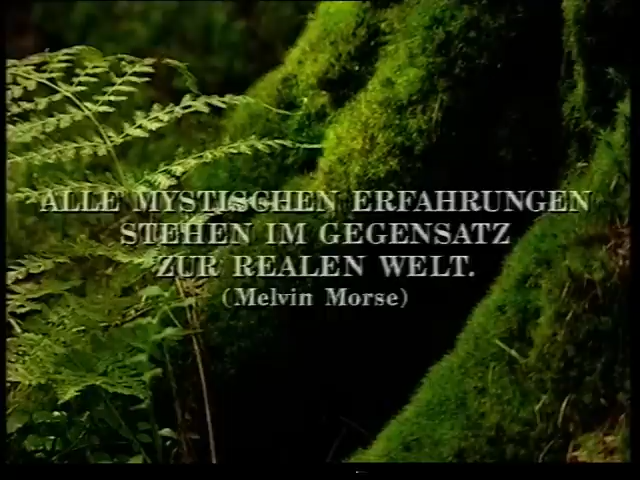 ALLE MYSTISCHEN ERFAHRUNGEN
STEHEN IM GEGENSATZ
ZUR REALEN WELT.
(Melvin Morse)